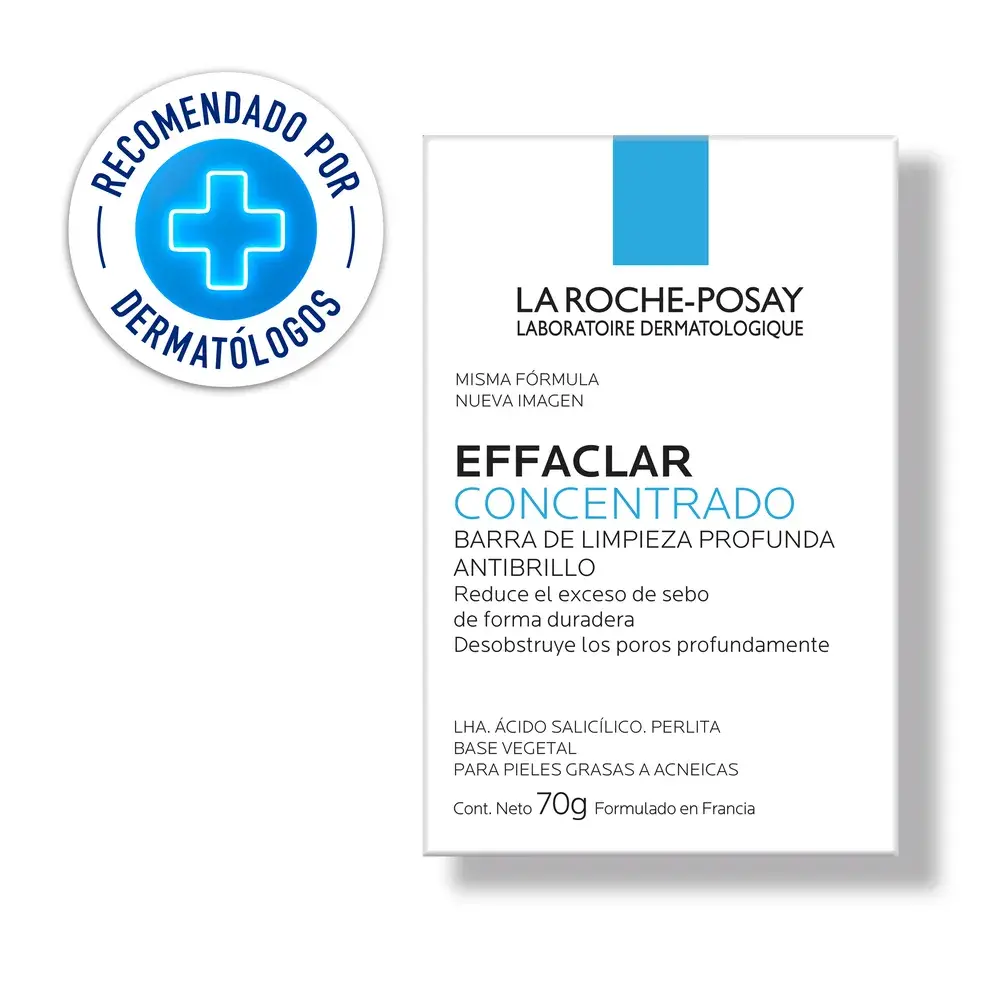 RECOMENDADO POR
DERMATÓLOGOS
LA ROCHE-POSAY
LABORATOIRE DERMATOLOGIQUE
MISMA FÓRMULA
NUEVA IMAGEN
EFFACLAR
CONCENTRADO
BARRA DE LIMPIEZA PROFUNDA
ANTIBRILLO
Reduce el exceso de sebo
de forma duradera
Desobstruye los poros profundamente
LHA. ÁCIDO SALICÍLICO. PERLITA
BASE VEGETAL
PARA PIELES GRASAS A ACNEICAS
Cont. Neto 70g Formulado en Francia